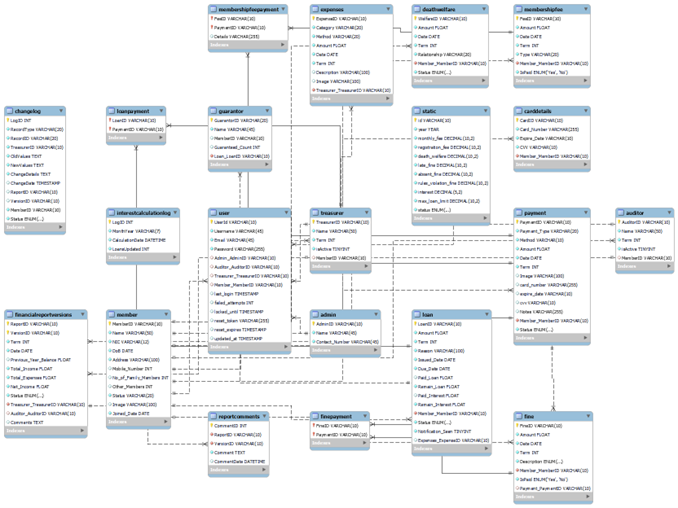 membershipfeepayment
FeeID VARCHAR(10)
PaymentID VARCHAR(10)
Details VARCHAR(255)
Indexes
expenses
ExpenseID VARCHAR(10)
Category VARCHAR(20)
Method VARCHAR(20)
Amount FLOAT
Date DATE
Term INT
Description VARCHAR(100)
Image VARCHAR(100)
Treasurer_TreasurerID VARCHAR(10)
Indexes
deathwelfare
WelfareID VARCHAR(10)
Amount FLOAT
Date DATE
Term INT
Relationship VARCHAR(20)
Member_MemberID VARCHAR(10)
Status ENUM(...)
Indexes
membershipfee
FeeID VARCHAR(10)
Amount FLOAT
Date DATE
Term INT
Type VARCHAR(20)
Member_MemberID VARCHAR(10)
IsPaid ENUM('Yes', 'No')
Indexes
changelog
LogID INT
RecordType VARCHAR(20)
RecordID VARCHAR(20)
TreasurerID VARCHAR(10)
OldValues TEXT
NewValues TEXT
ChangeDetails TEXT
ChangeDate TIMESTAMP
ReportID VARCHAR(10)
VersionID VARCHAR(10)
MemberID VARCHAR(10)
Status ENUM(...)
Indexes
loanpayment
LoanID VARCHAR(10)
PaymentID VARCHAR(10)
Indexes
guarantor
GuarantorID VARCHAR(20)
Name VARCHAR(45)
MemberID VARCHAR(10)
Guaranteed_Count INT
Loan_LoanID VARCHAR(10)
Indexes
static
id VARCHAR(10)
year YEAR
monthly_fee DECIMAL(10,2)
registration_fee DECIMAL(10,2)
death_welfare DECIMAL(10,2)
late_fine DECIMAL(10,2)
absent_fine DECIMAL(10,2)
rules_violation_fine DECIMAL(10,2)
interest DECIMAL(5,2)
max_loan_limit DECIMAL(10,2)
status ENUM(...)
Indexes
carddetails
CardID VARCHAR(10)
Card_Number VARCHAR(255)
Expire_Date VARCHAR(10)
CVV VARCHAR(10)
Member_MemberID VARCHAR(10)
Indexes
interestcalculationlog
LogID INT
MonthYear VARCHAR(7)
CalculationDate DATETIME
LoansUpdated INT
Indexes
user
UserId VARCHAR(10)
Username VARCHAR(45)
Email VARCHAR(45)
Password VARCHAR(255)
Admin_AdminID VARCHAR(10)
Auditor_AuditorID VARCHAR(10)
Treasurer_TreasurerID VARCHAR(10)
Member_MemberID VARCHAR(10)
last_login TIMESTAMP
failed_attempts INT
locked_until TIMESTAMP
reset_token VARCHAR(255)
reset_expires TIMESTAMP
updated_at TIMESTAMP
Indexes
treasurer
TreasurerID VARCHAR(10)
Name VARCHAR(50)
Term INT
isActive TINYINT
MemberID VARCHAR(10)
Indexes
payment
PaymentID VARCHAR(10)
Payment_Type VARCHAR(20)
Method VARCHAR(10)
Amount FLOAT
Date DATE
Term INT
Image VARCHAR(100)
card_number VARCHAR(255)
expire_date VARCHAR(10)
cvv VARCHAR(10)
Notes VARCHAR(255)
Member_MemberID VARCHAR(10)
Status ENUM(...)
Indexes
auditor
AuditorID VARCHAR(10)
Name VARCHAR(50)
Term INT
isActive TINYINT
MemberID VARCHAR(10)
Indexes
financialreportversions
ReportID VARCHAR(10)
VersionID VARCHAR(10)
Term INT
Date DATE
Previous_Year_Balance FLOAT
Total_Income FLOAT
Total_Expenses FLOAT
Net_Income FLOAT
Status ENUM(...)
Treasurer_TreasurerID VARCHAR(10)
Auditor_AuditorID VARCHAR(10)
Comments TEXT
Indexes
member
MemberID VARCHAR(10)
Name VARCHAR(50)
NIC VARCHAR(12)
DoB DATE
Address VARCHAR(100)
Mobile_Number INT
No_of_Family_Members INT
Other_Members INT
Status VARCHAR(20)
Image VARCHAR(100)
Joined_Date DATE
Indexes
admin
AdminID VARCHAR(10)
Name VARCHAR(45)
Contact_Number VARCHAR(45)
Indexes
loan
LoanID VARCHAR(10)
Amount FLOAT
Term INT
Reason VARCHAR(100)
Issued_Date DATE
Due_Date DATE
Paid_Loan FLOAT
Remain_Loan FLOAT
Paid_Interest FLOAT
Remain_Interest FLOAT
Member_MemberID VARCHAR(10)
Status ENUM(...)
Notification_Seen TINYINT
Expenses_ExpenseID VARCHAR(10)
Indexes
reportcomments
CommentID INT
ReportID VARCHAR(10)
VersionID VARCHAR(10)
Comment TEXT
CommentDate DATETIME
Indexes
finepayment
FineID VARCHAR(10)
PaymentID VARCHAR(10)
Indexes
fine
FineID VARCHAR(10)
Amount FLOAT
Date DATE
Term INT
Description ENUM(...)
Member_MemberID VARCHAR(10)
IsPaid ENUM('Yes', 'No')
Payment_PaymentID VARCHAR(10)
Indexes